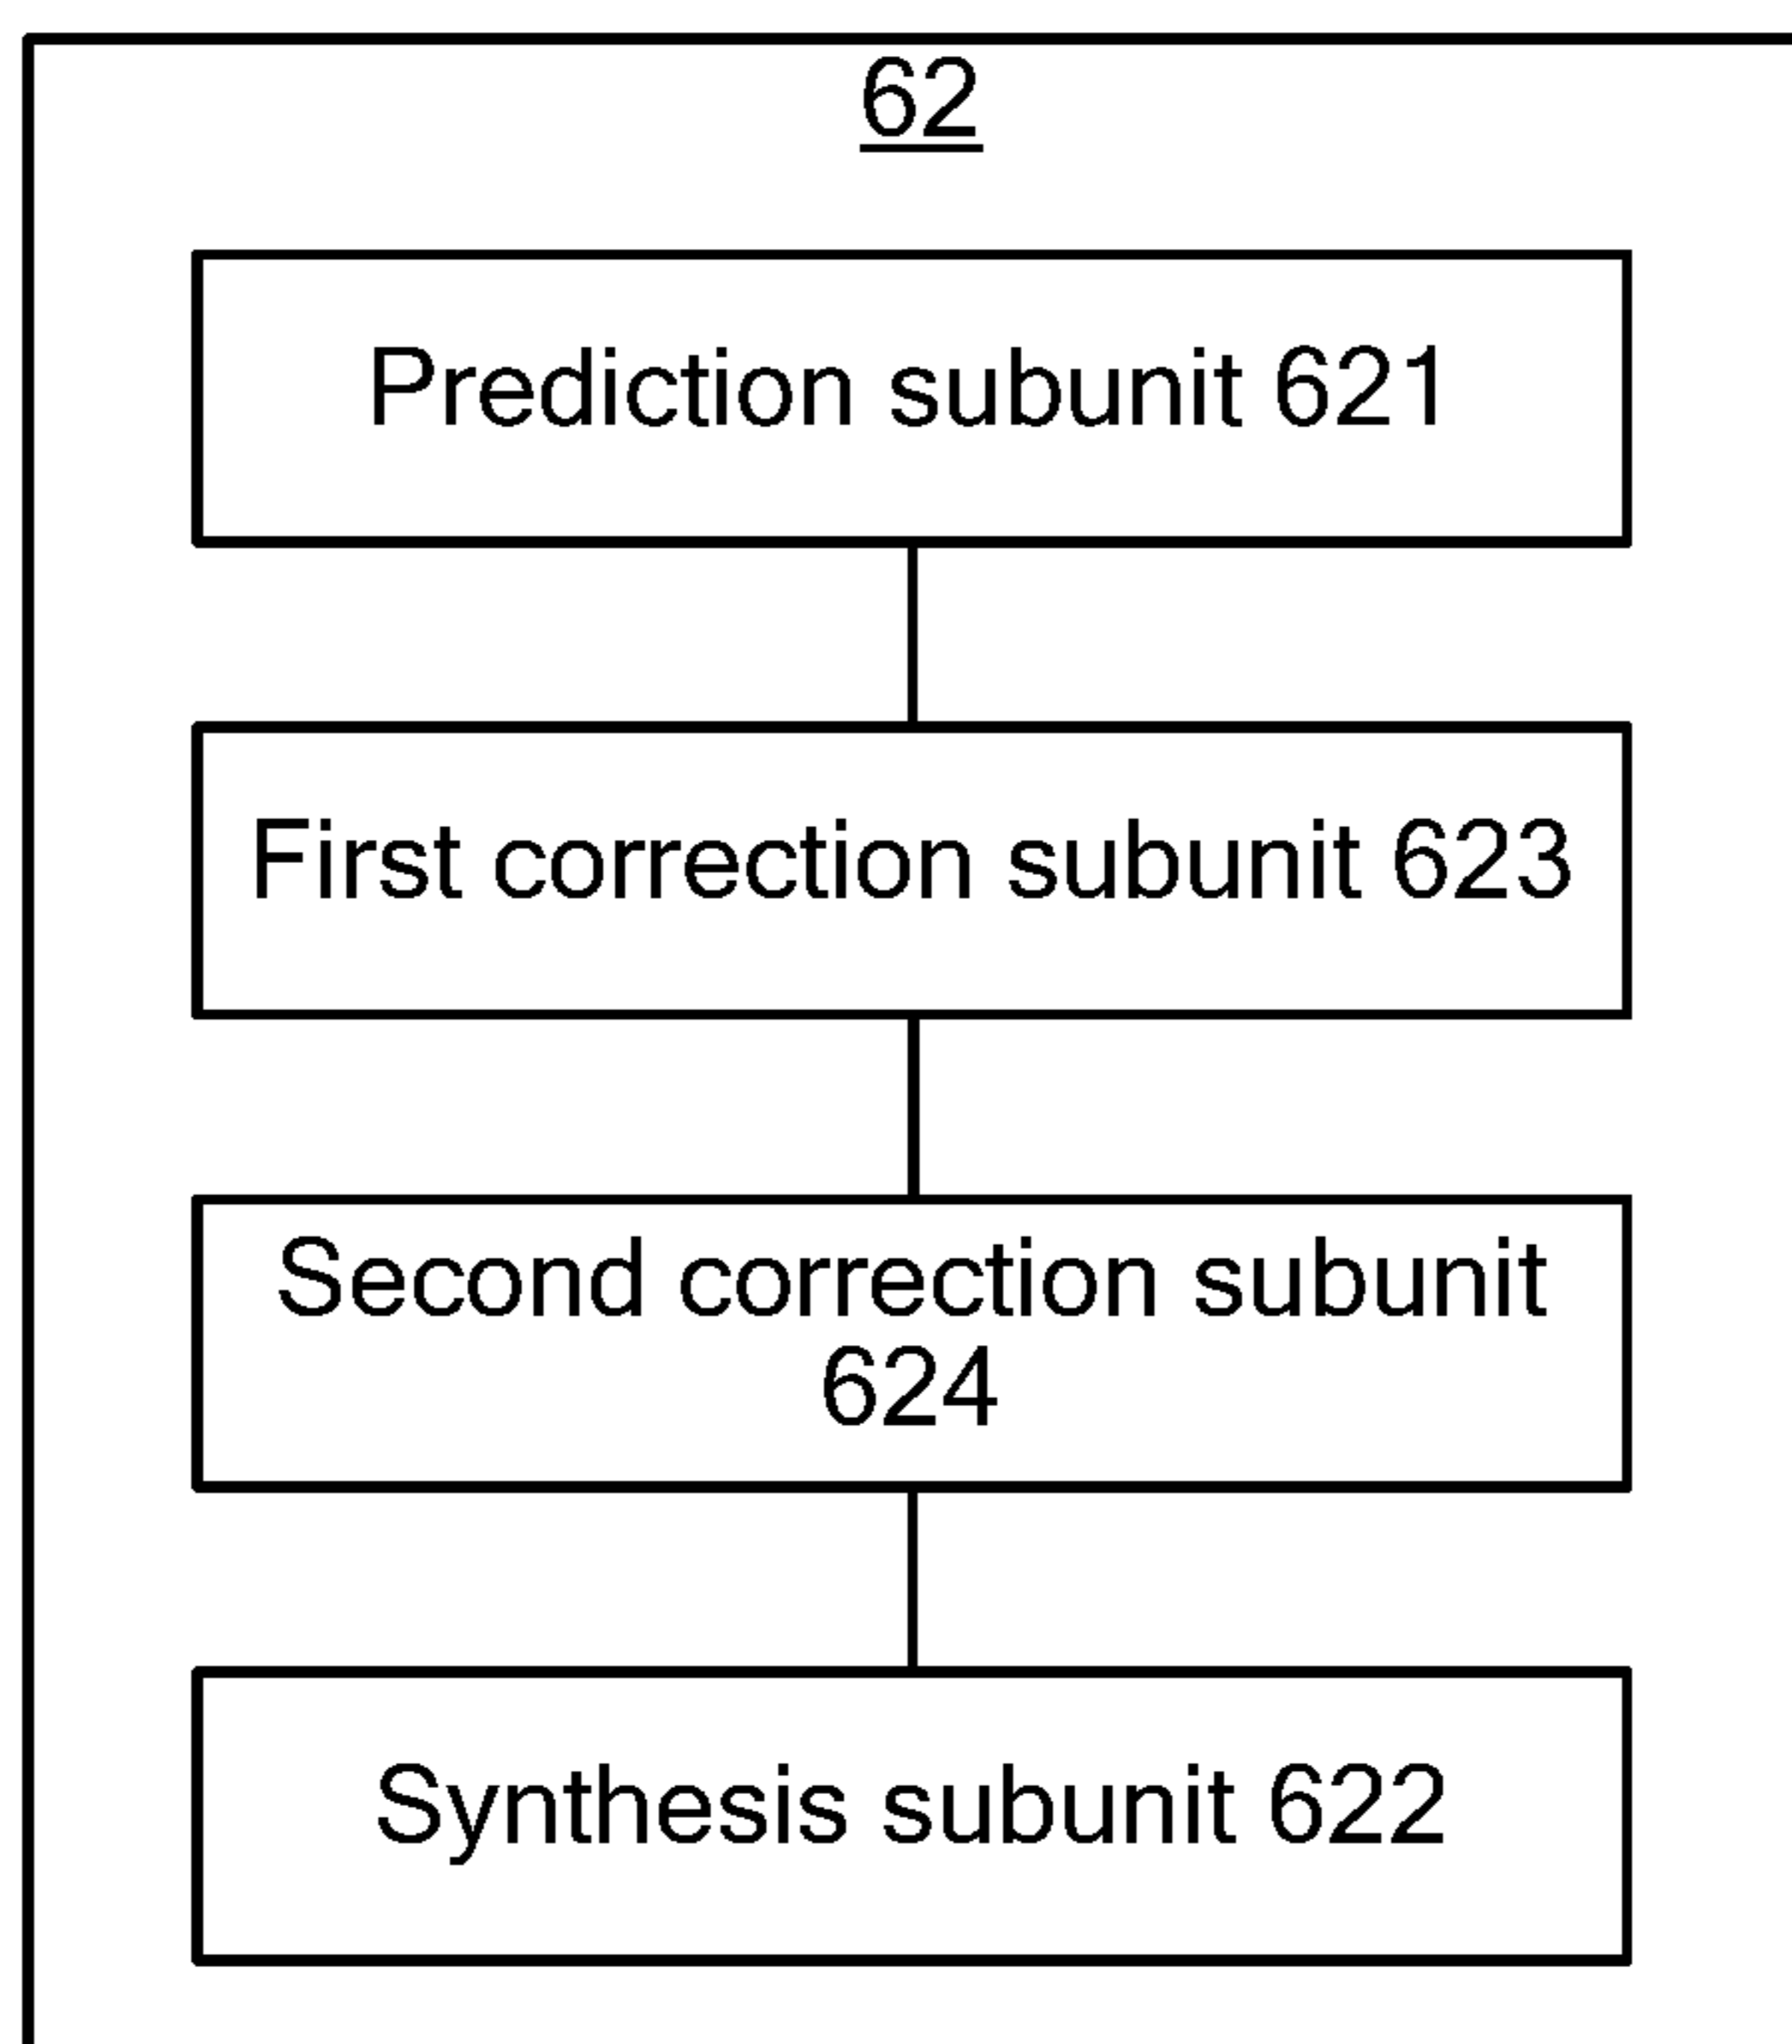 62
Prediction subunit 621
First correction subunit 623
Second correction subunit
624
Synthesis subunit 622